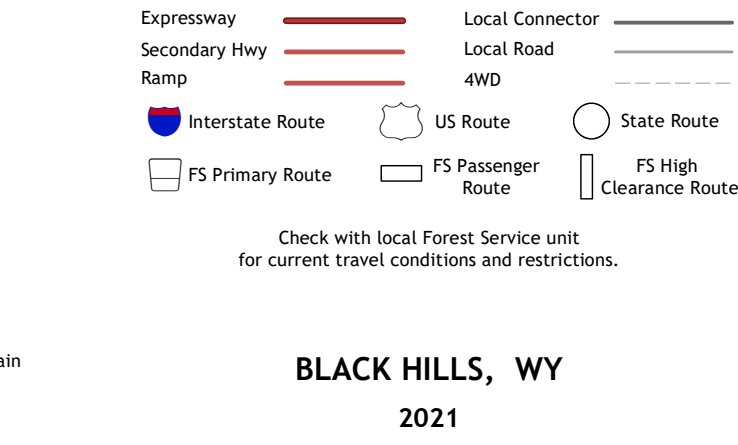 Expressway
Local Connector
Secondary Hwy
Local Road
Ramp
4WD
Interstate Route
US Route
State Route
FS Primary Route
FS Passenger
Route
FS High
Clearance Route
Check with local Forest Service unit
for current travel conditions and restrictions.
ain
BLACK HILLS, WY
2021